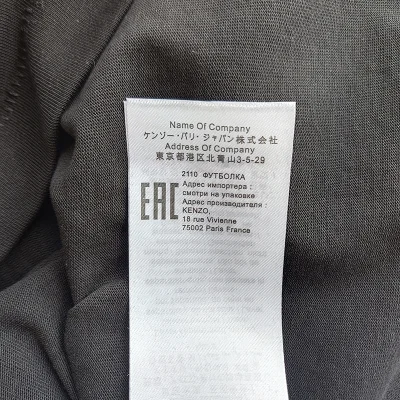 Name Of Company
ケンゾー・パリ・ジャパン株式会社
Address Of Company
東京都港区北青山3-5-29
2110 ФУТБОЛКА
Адрес импортера :
смотри на упаковке
Адрес производителя :
KENZO,
18 rue Vivienne
75002 Paris France
EAC